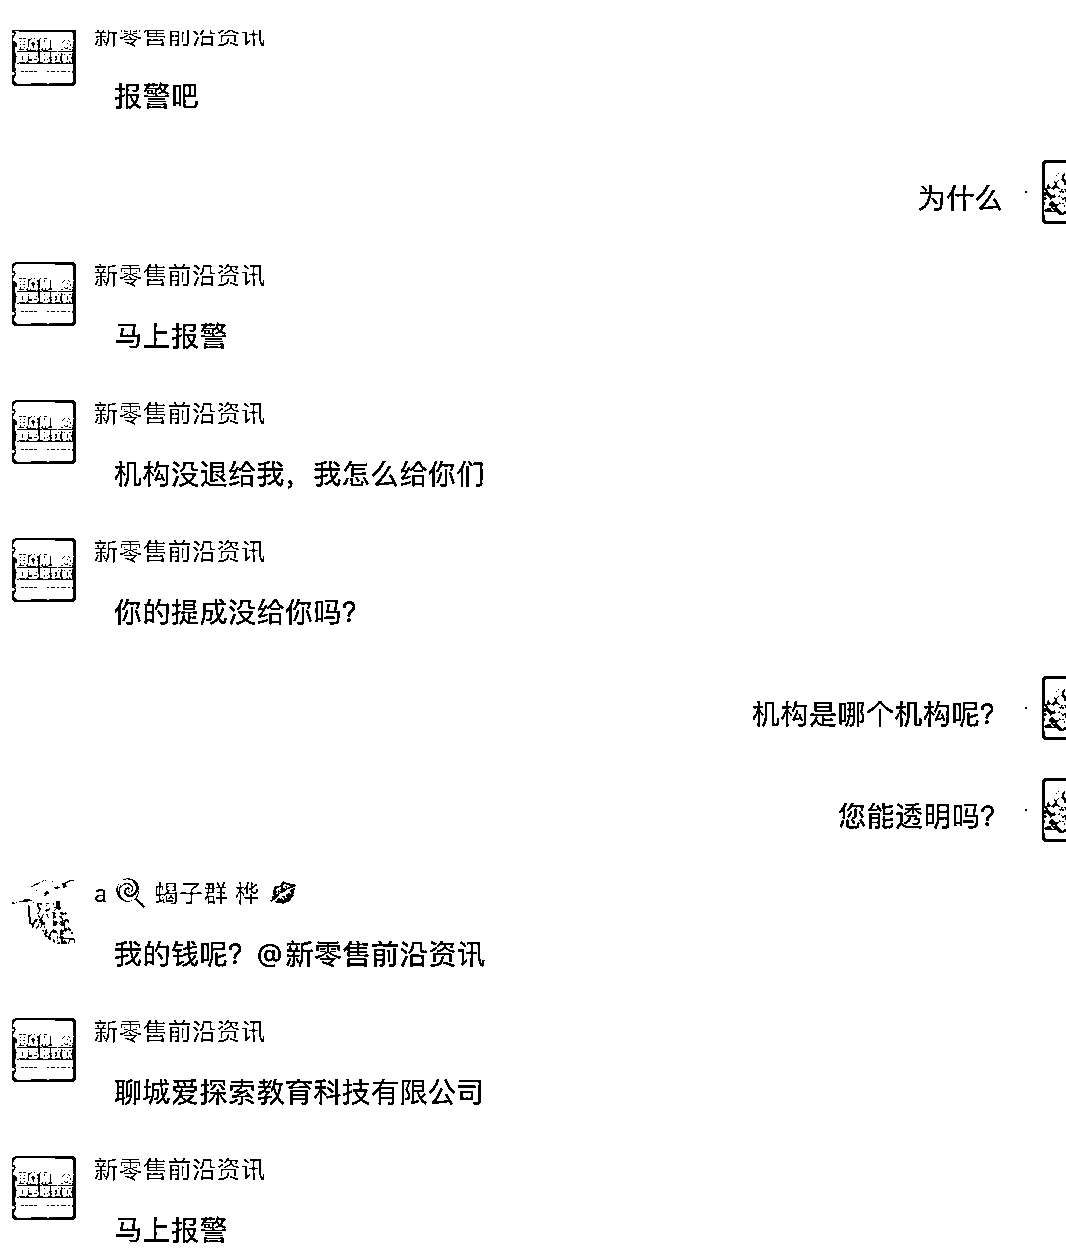 新零售前沿资讯
报警吧
为什么
新零售前沿资讯
马上报警
新零售前沿资讯
机构没退给我，我怎么给你们
新零售前沿资讯
你的提成没给你吗？
机构是哪个机构呢？
您能透明吗？
a 蝎子群 桦
我的钱呢？@新零售前沿资讯
新零售前沿资讯
聊城爱探索教育科技有限公司
新零售前沿资讯
马上报警